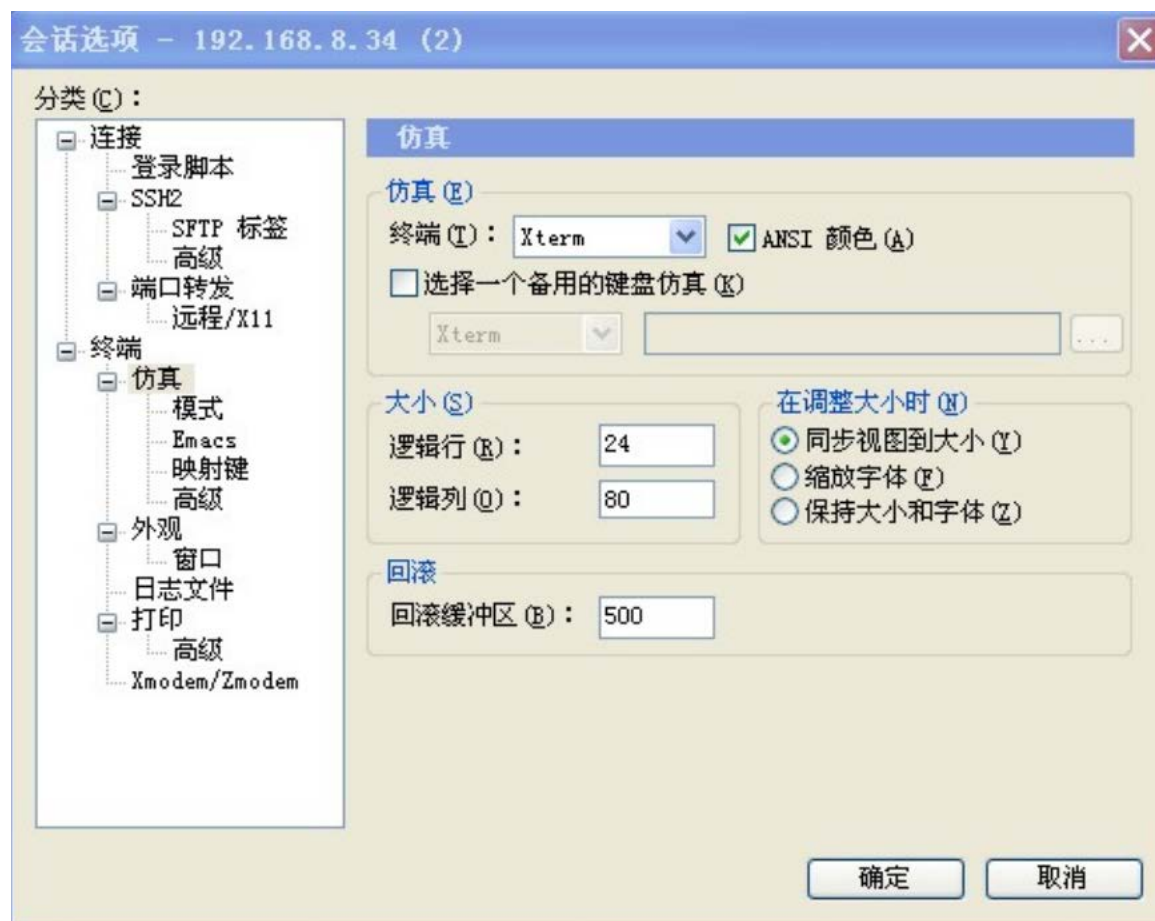 会话选项 - 192.168.8.34 (2)
分类(C)：
连接
登录脚本
SSH2
SFTP 标签
高级
端口转发
远程/X11
终端
仿真
模式
Emacs
映射键
高级
外观
窗口
日志文件
打印
高级
Xmodem/Zmodem
仿真
仿真(E)
终端(T)： Xterm ANSI 颜色(A)
选择一个备用的键盘仿真(K)
Xterm ...
大小(S)
逻辑行(R)： 24
逻辑列(O)： 80
在调整大小时(N)
同步视图到大小(Y)
缩放字体(F)
保持大小和字体(Z)
回滚
回滚缓冲区(B)： 500
确定 取消